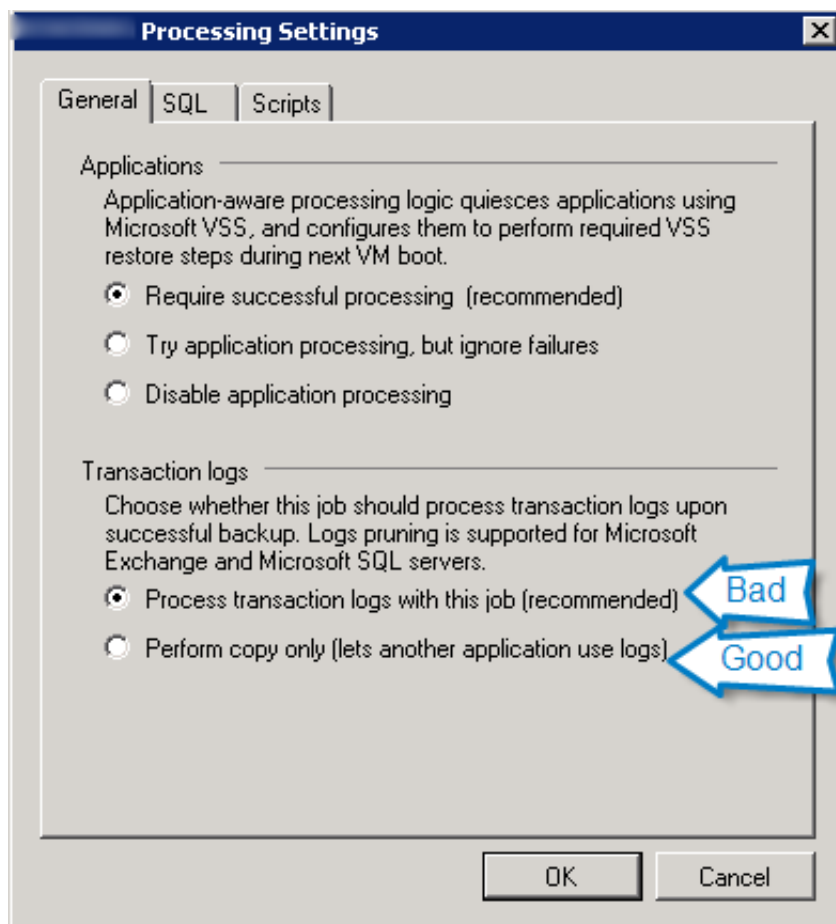 Processing Settings
General
SQL
Scripts
Applications
Application-aware processing logic quiesces applications using
Microsoft VSS, and configures them to perform required VSS
restore steps during next VM boot.
Require successful processing (recommended)
Try application processing, but ignore failures
Disable application processing
Transaction logs
Choose whether this job should process transaction logs upon
successful backup. Logs pruning is supported for Microsoft
Exchange and Microsoft SQL servers.
Process transaction logs with this job (recommended)
Bad
Perform copy only (lets another application use logs)
Good
OK
Cancel